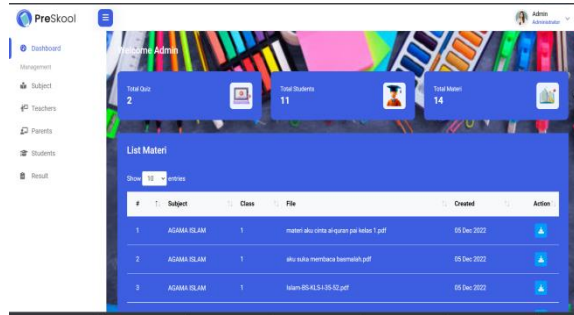 PreSkool
Admin
Administrator
Dashboard
Management
Subject
Teachers
Parents
Students
Result
Welcome Admin
Total Quiz
2
Total Students
11
Total Materi
14
List Materi
Show 10 entries
# Subject Class File Created Action
1 AGAMA ISLAM 1 materi aku cinta al-quran pai kelas 1.pdf 05 Dec 2022
2 AGAMA ISLAM 1 aku suka membaca basmalah.pdf 05 Dec 2022
3 AGAMA ISLAM 1 Islam-BS-KLS-I-35-52.pdf 05 Dec 2022